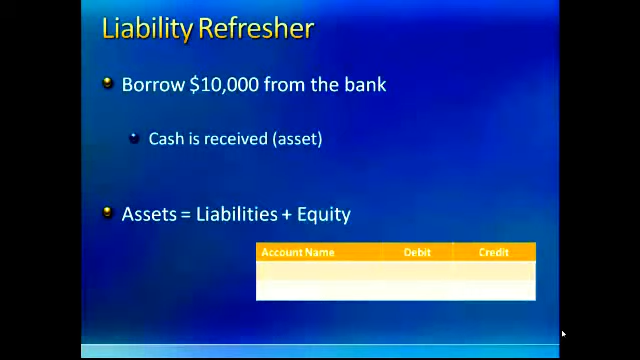 Liability Refresher
Borrow $10,000 from the bank
Cash is received (asset)
Assets = Liabilities + Equity
Account Name Debit Credit